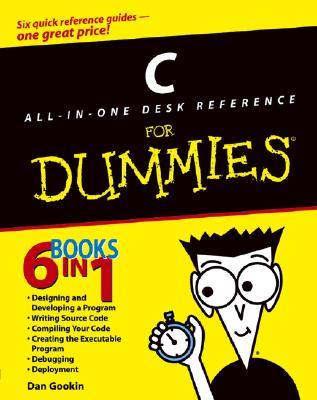 Six quick reference guides —
one great price!
C
ALL-IN-ONE DESK REFERENCE
FOR
DUMMIES®
6 BOOKS
IN 1
• Designing and
Developing a Program
• Writing Source Code
• Compiling Your Code
• Creating the Executable
Program
• Debugging
• Deployment
Dan Gookin